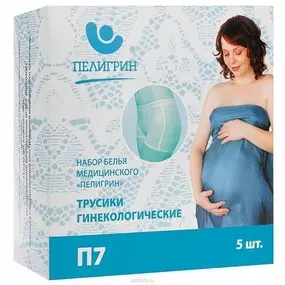 ПЕЛИГРИН
НАБОР БЕЛЬЯ
МЕДИЦИНСКОГО
«ПЕЛИГРИН»
ТРУСИКИ
ГИНЕКОЛОГИЧЕСКИЕ
П7
5 шт.